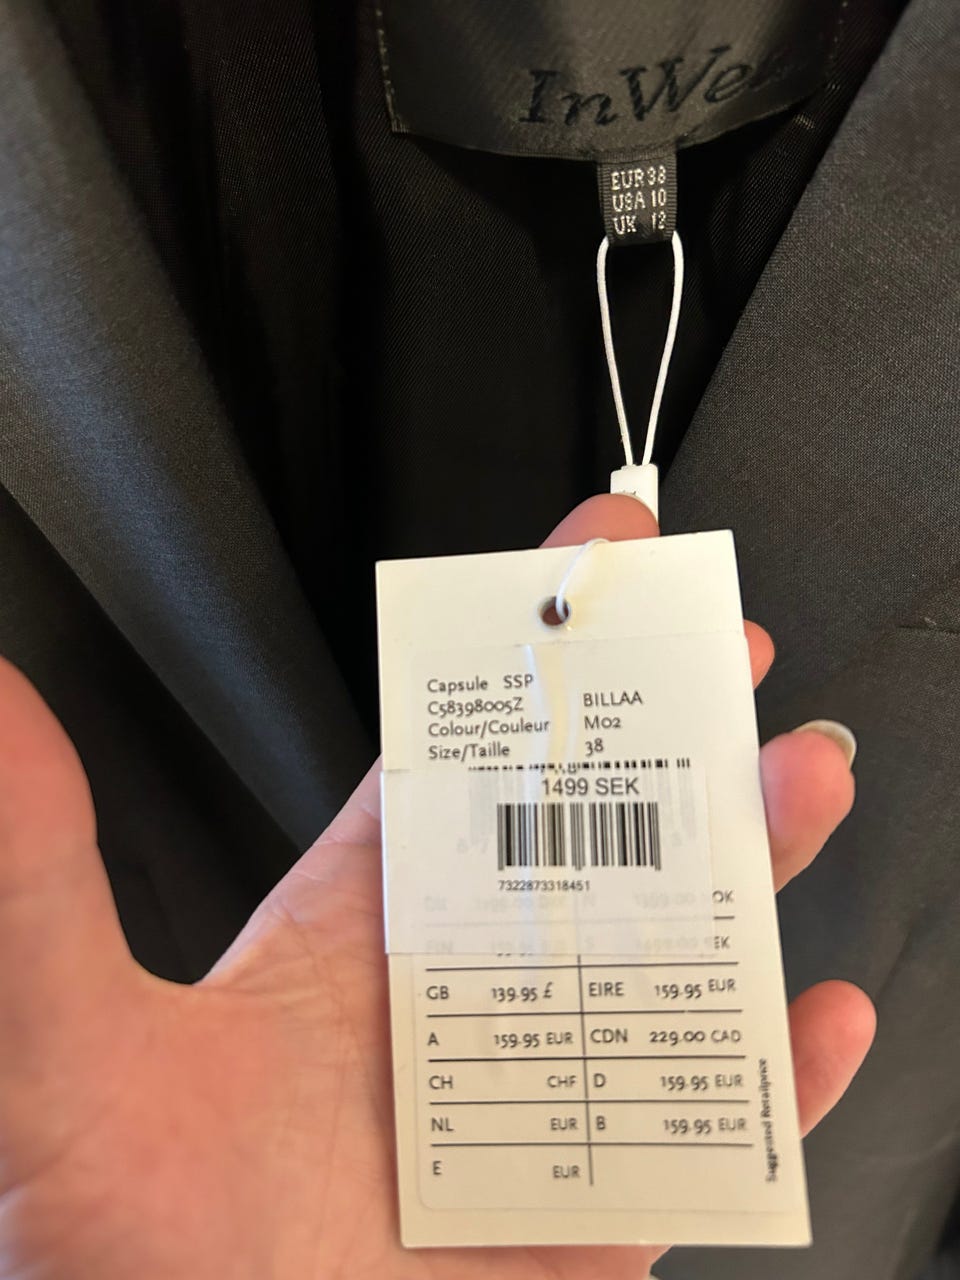 InWe
EUR 38
USA 10
UK 12
Capsule SSP
C58398005Z BILLAA
Colour/Couleur M02
Size/Taille 38
1499 SEK
7322873318451
OK
EK
GB 139.95 £ EIRE 159.95 EUR
A 159.95 EUR CDN 229.00 CAD
CH CHF D 159.95 EUR
NL EUR B 159.95 EUR
E EUR
Suggested Retailprice